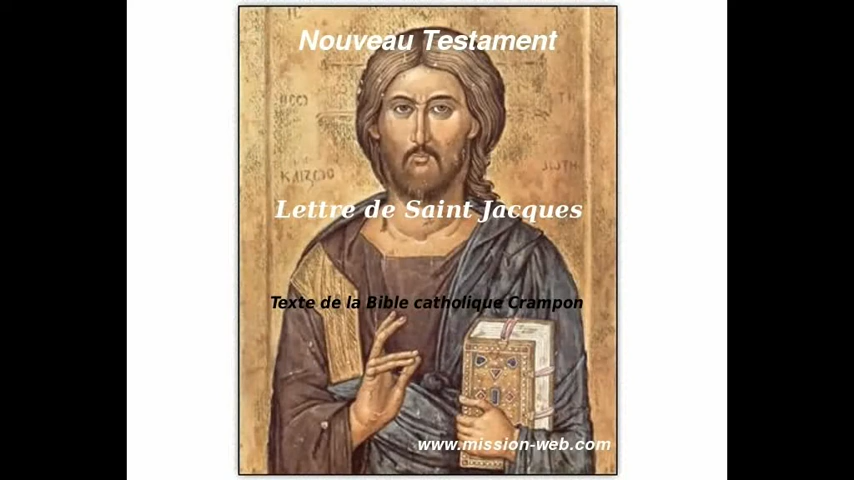 Nouveau Testament
Lettre de Saint Jacques
Texte de la Bible catholique Crampon
www.mission-web.com